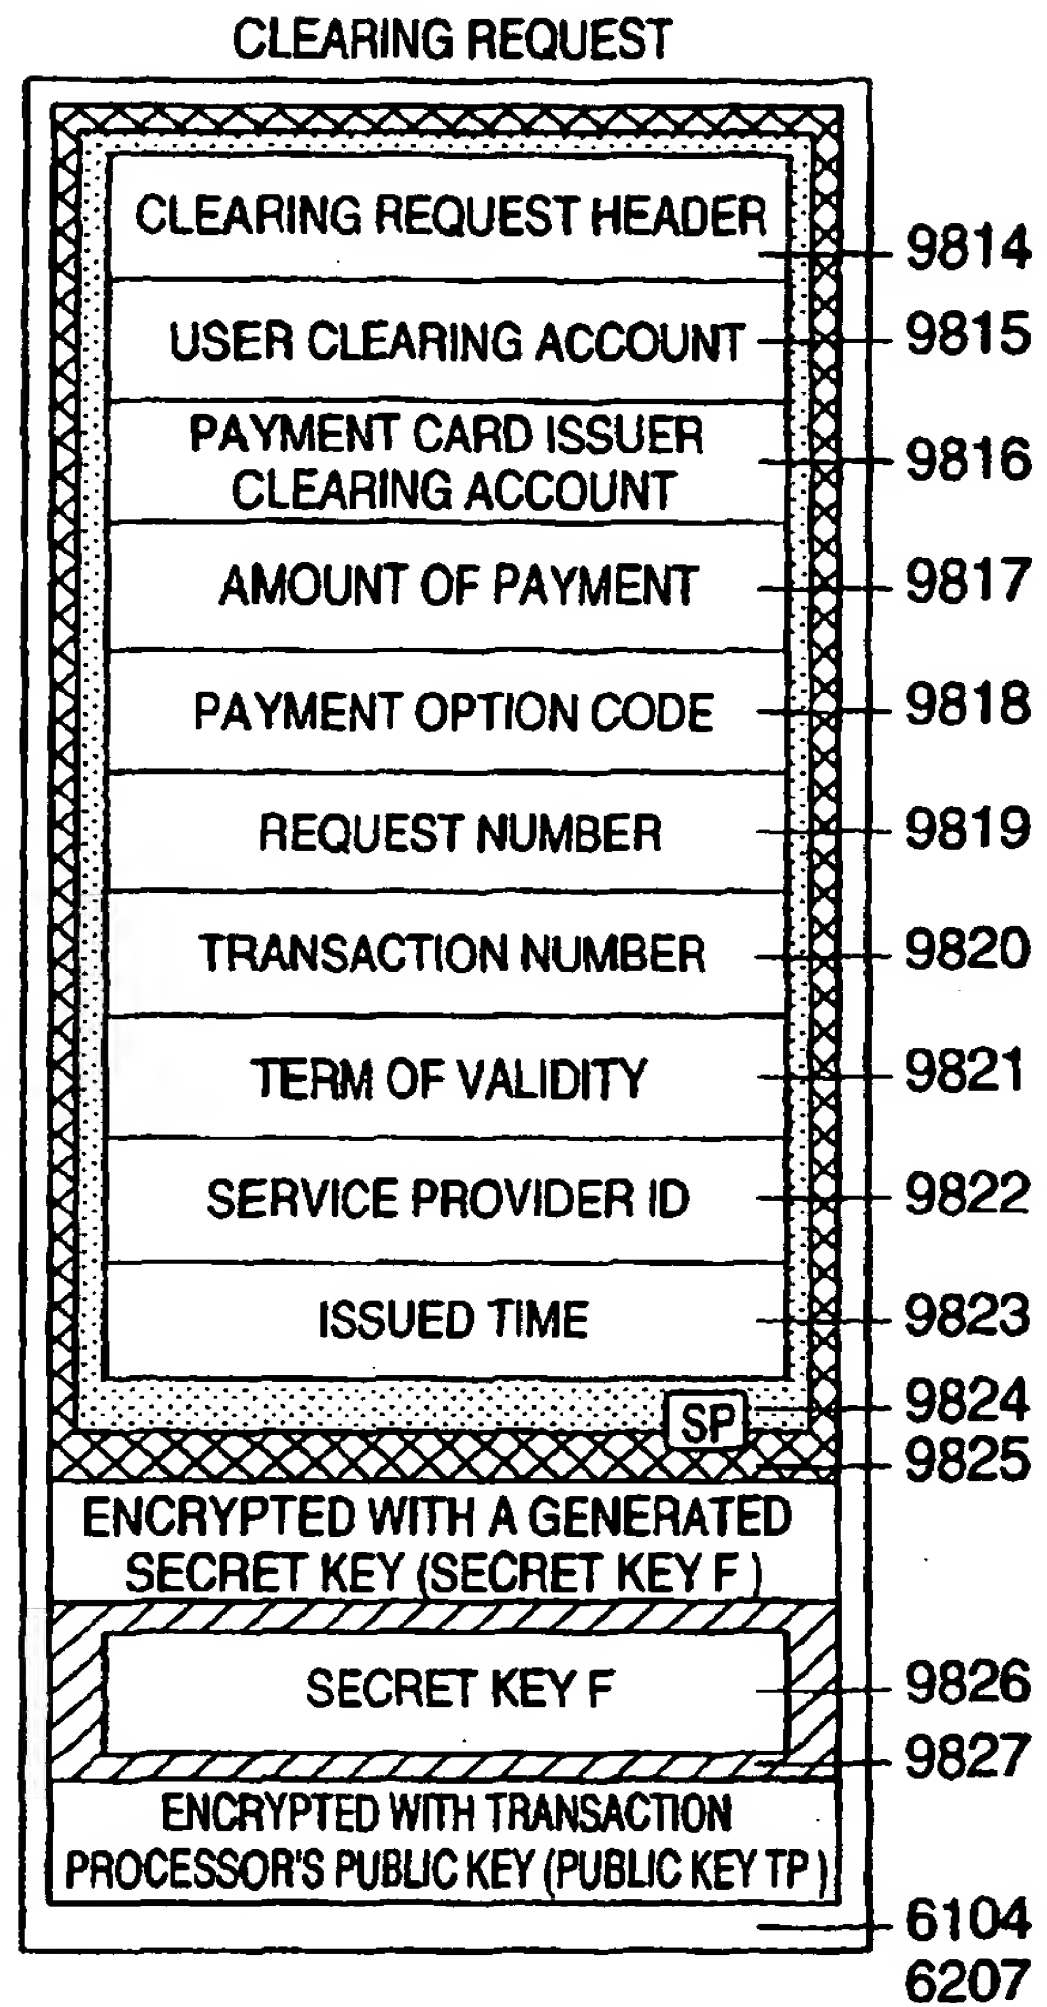 CLEARING REQUEST
CLEARING REQUEST HEADER
9814
USER CLEARING ACCOUNT
9815
PAYMENT CARD ISSUER
CLEARING ACCOUNT
9816
AMOUNT OF PAYMENT
9817
PAYMENT OPTION CODE
9818
REQUEST NUMBER
9819
TRANSACTION NUMBER
9820
TERM OF VALIDITY
9821
SERVICE PROVIDER ID
9822
ISSUED TIME
9823
SP
9824
9825
ENCRYPTED WITH A GENERATED
SECRET KEY (SECRET KEY F )
SECRET KEY F
9826
9827
ENCRYPTED WITH TRANSACTION
PROCESSOR'S PUBLIC KEY (PUBLIC KEY TP )
6104
6207